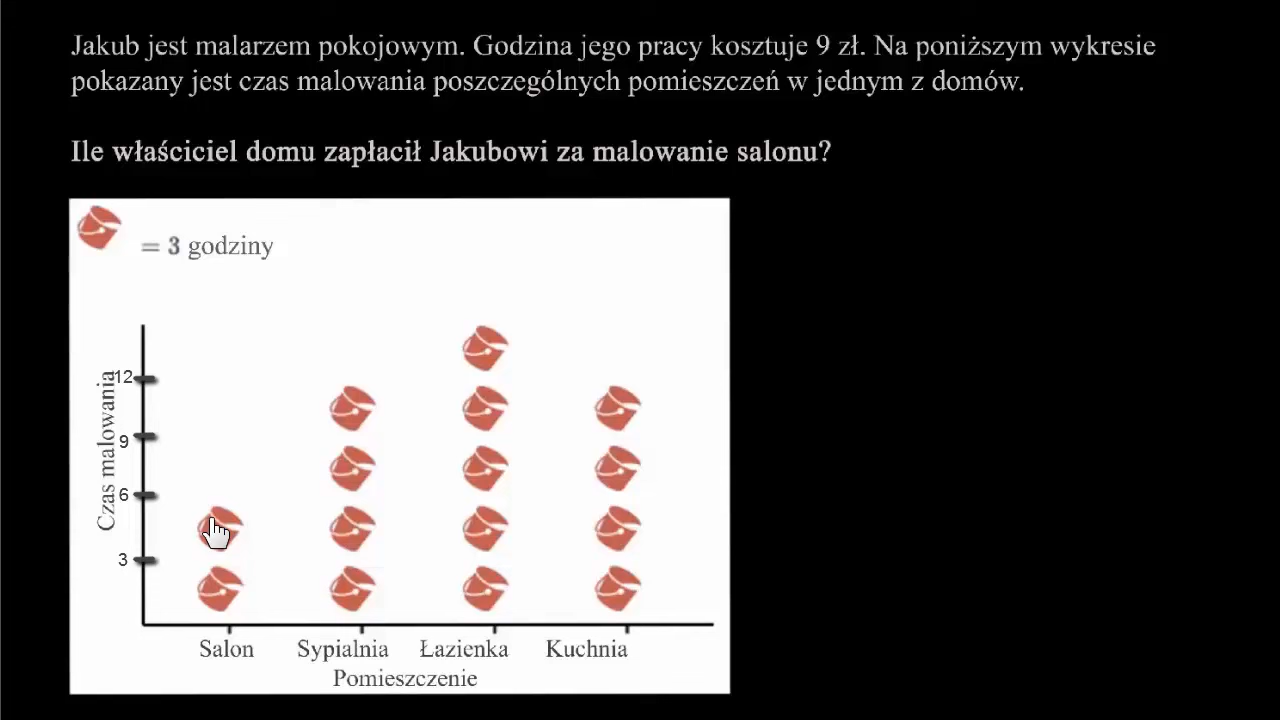 Jakub jest malarzem pokojowym. Godzina jego pracy kosztuje 9 zł. Na poniższym wykresie
pokazany jest czas malowania poszczególnych pomieszczeń w jednym z domów.
Ile właściciel domu zapłacił Jakubowi za malowanie salonu?
= 3 godziny
Czas malowania
12
9
6
3
Salon Sypialnia Łazienka Kuchnia
Pomieszczenie